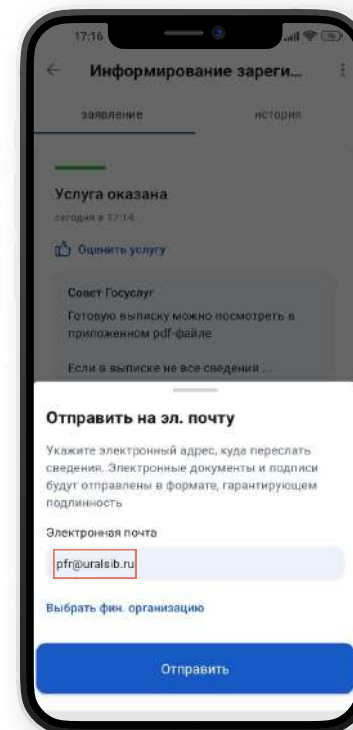 17:16
Информирование зареги...
заявление
история
Услуга оказана
сегодня в 17:14
Оценить услугу
Совет Госуслуг
Готовую выписку можно посмотреть в
приложенном pdf-файле
Если в выписке не все сведения ...
Отправить на эл. почту
Укажите электронный адрес, куда переслать
сведения. Электронные документы и подписи
будут отправлены в формате, гарантирующем
подлинность
Электронная почта
pfr@uralsib.ru
Выбрать фин. организацию
Отправить